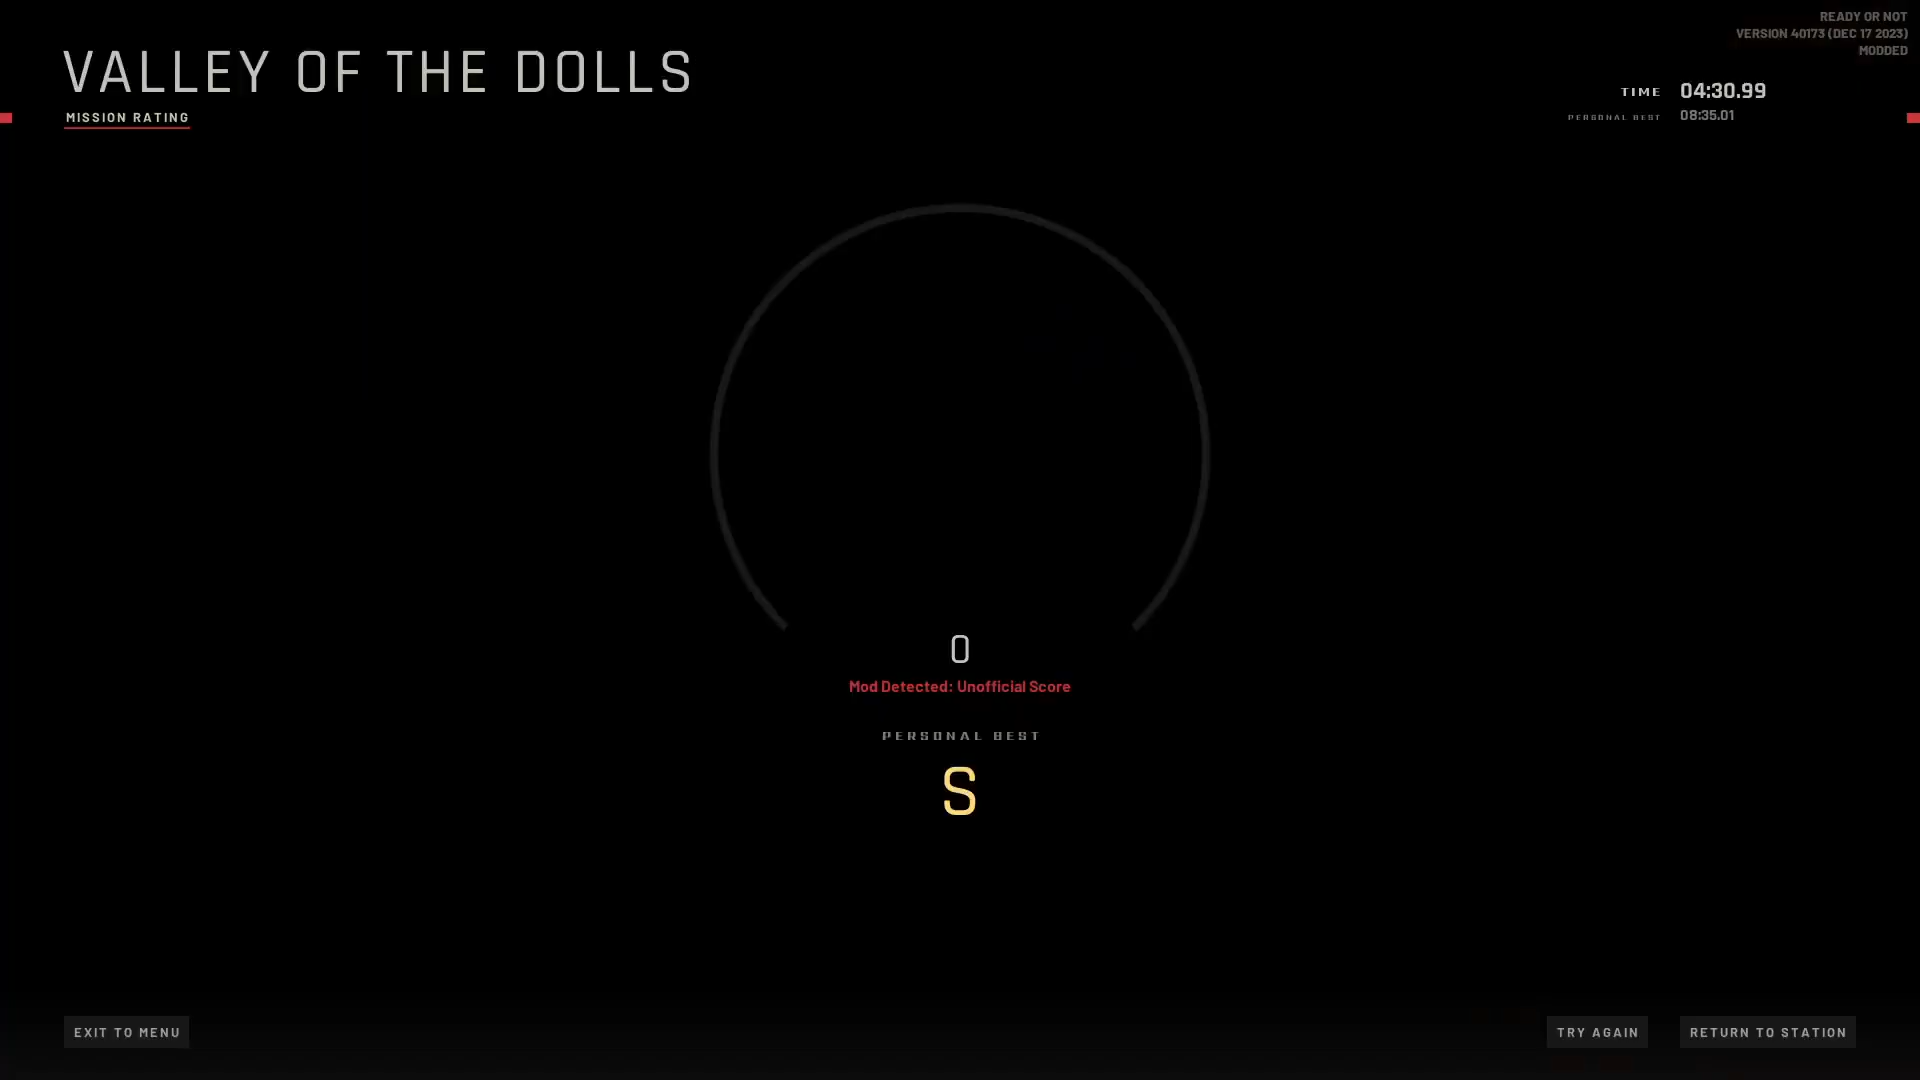 READY OR NOT
VERSION 40173 (DEC 17 2023)
MODDED
VALLEY OF THE DOLLS
MISSION RATING
TIME 04:30.99
PERSONAL BEST 08:35.01
0
Mod Detected: Unofficial Score
PERSONAL BEST
S
EXIT TO MENU
TRY AGAIN
RETURN TO STATION